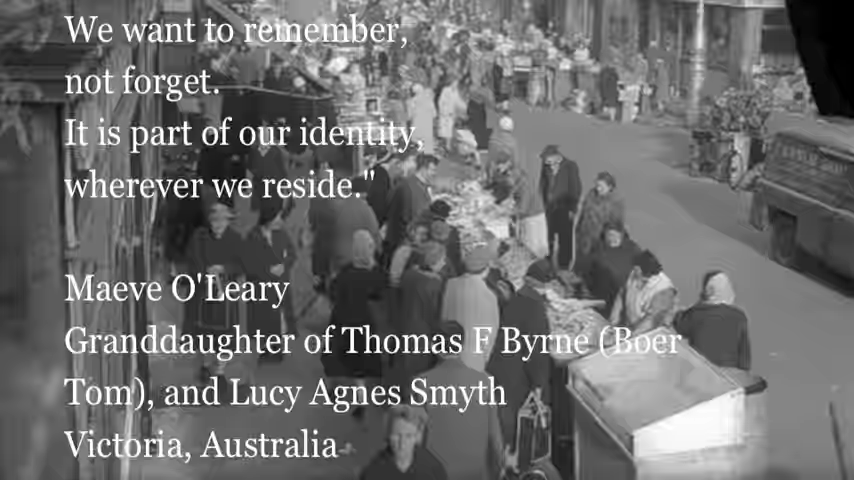 We want to remember,
not forget.
It is part of our identity,
wherever we reside."
Maeve O'Leary
Granddaughter of Thomas F Byrne (Boer
Tom), and Lucy Agnes Smyth
Victoria, Australia